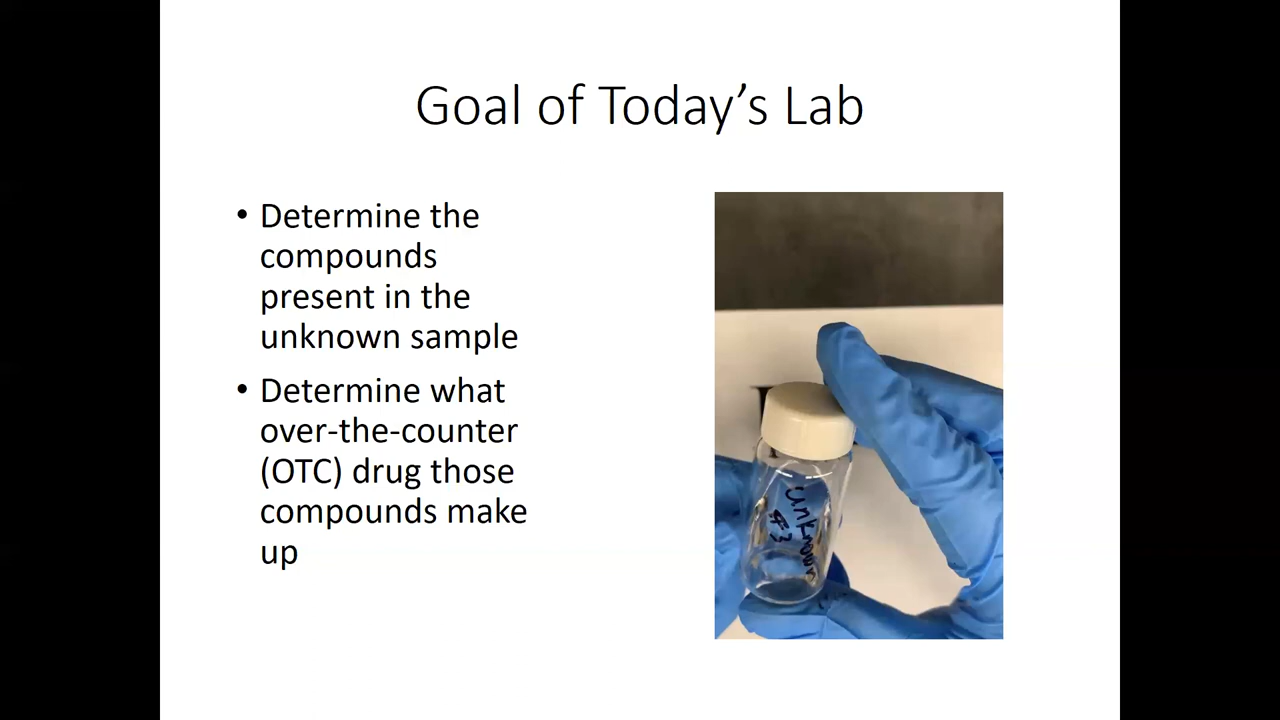 Goal of Today’s Lab
• Determine the
compounds
present in the
unknown sample
• Determine what
over-the-counter
(OTC) drug those
compounds make
up
unknown
#3